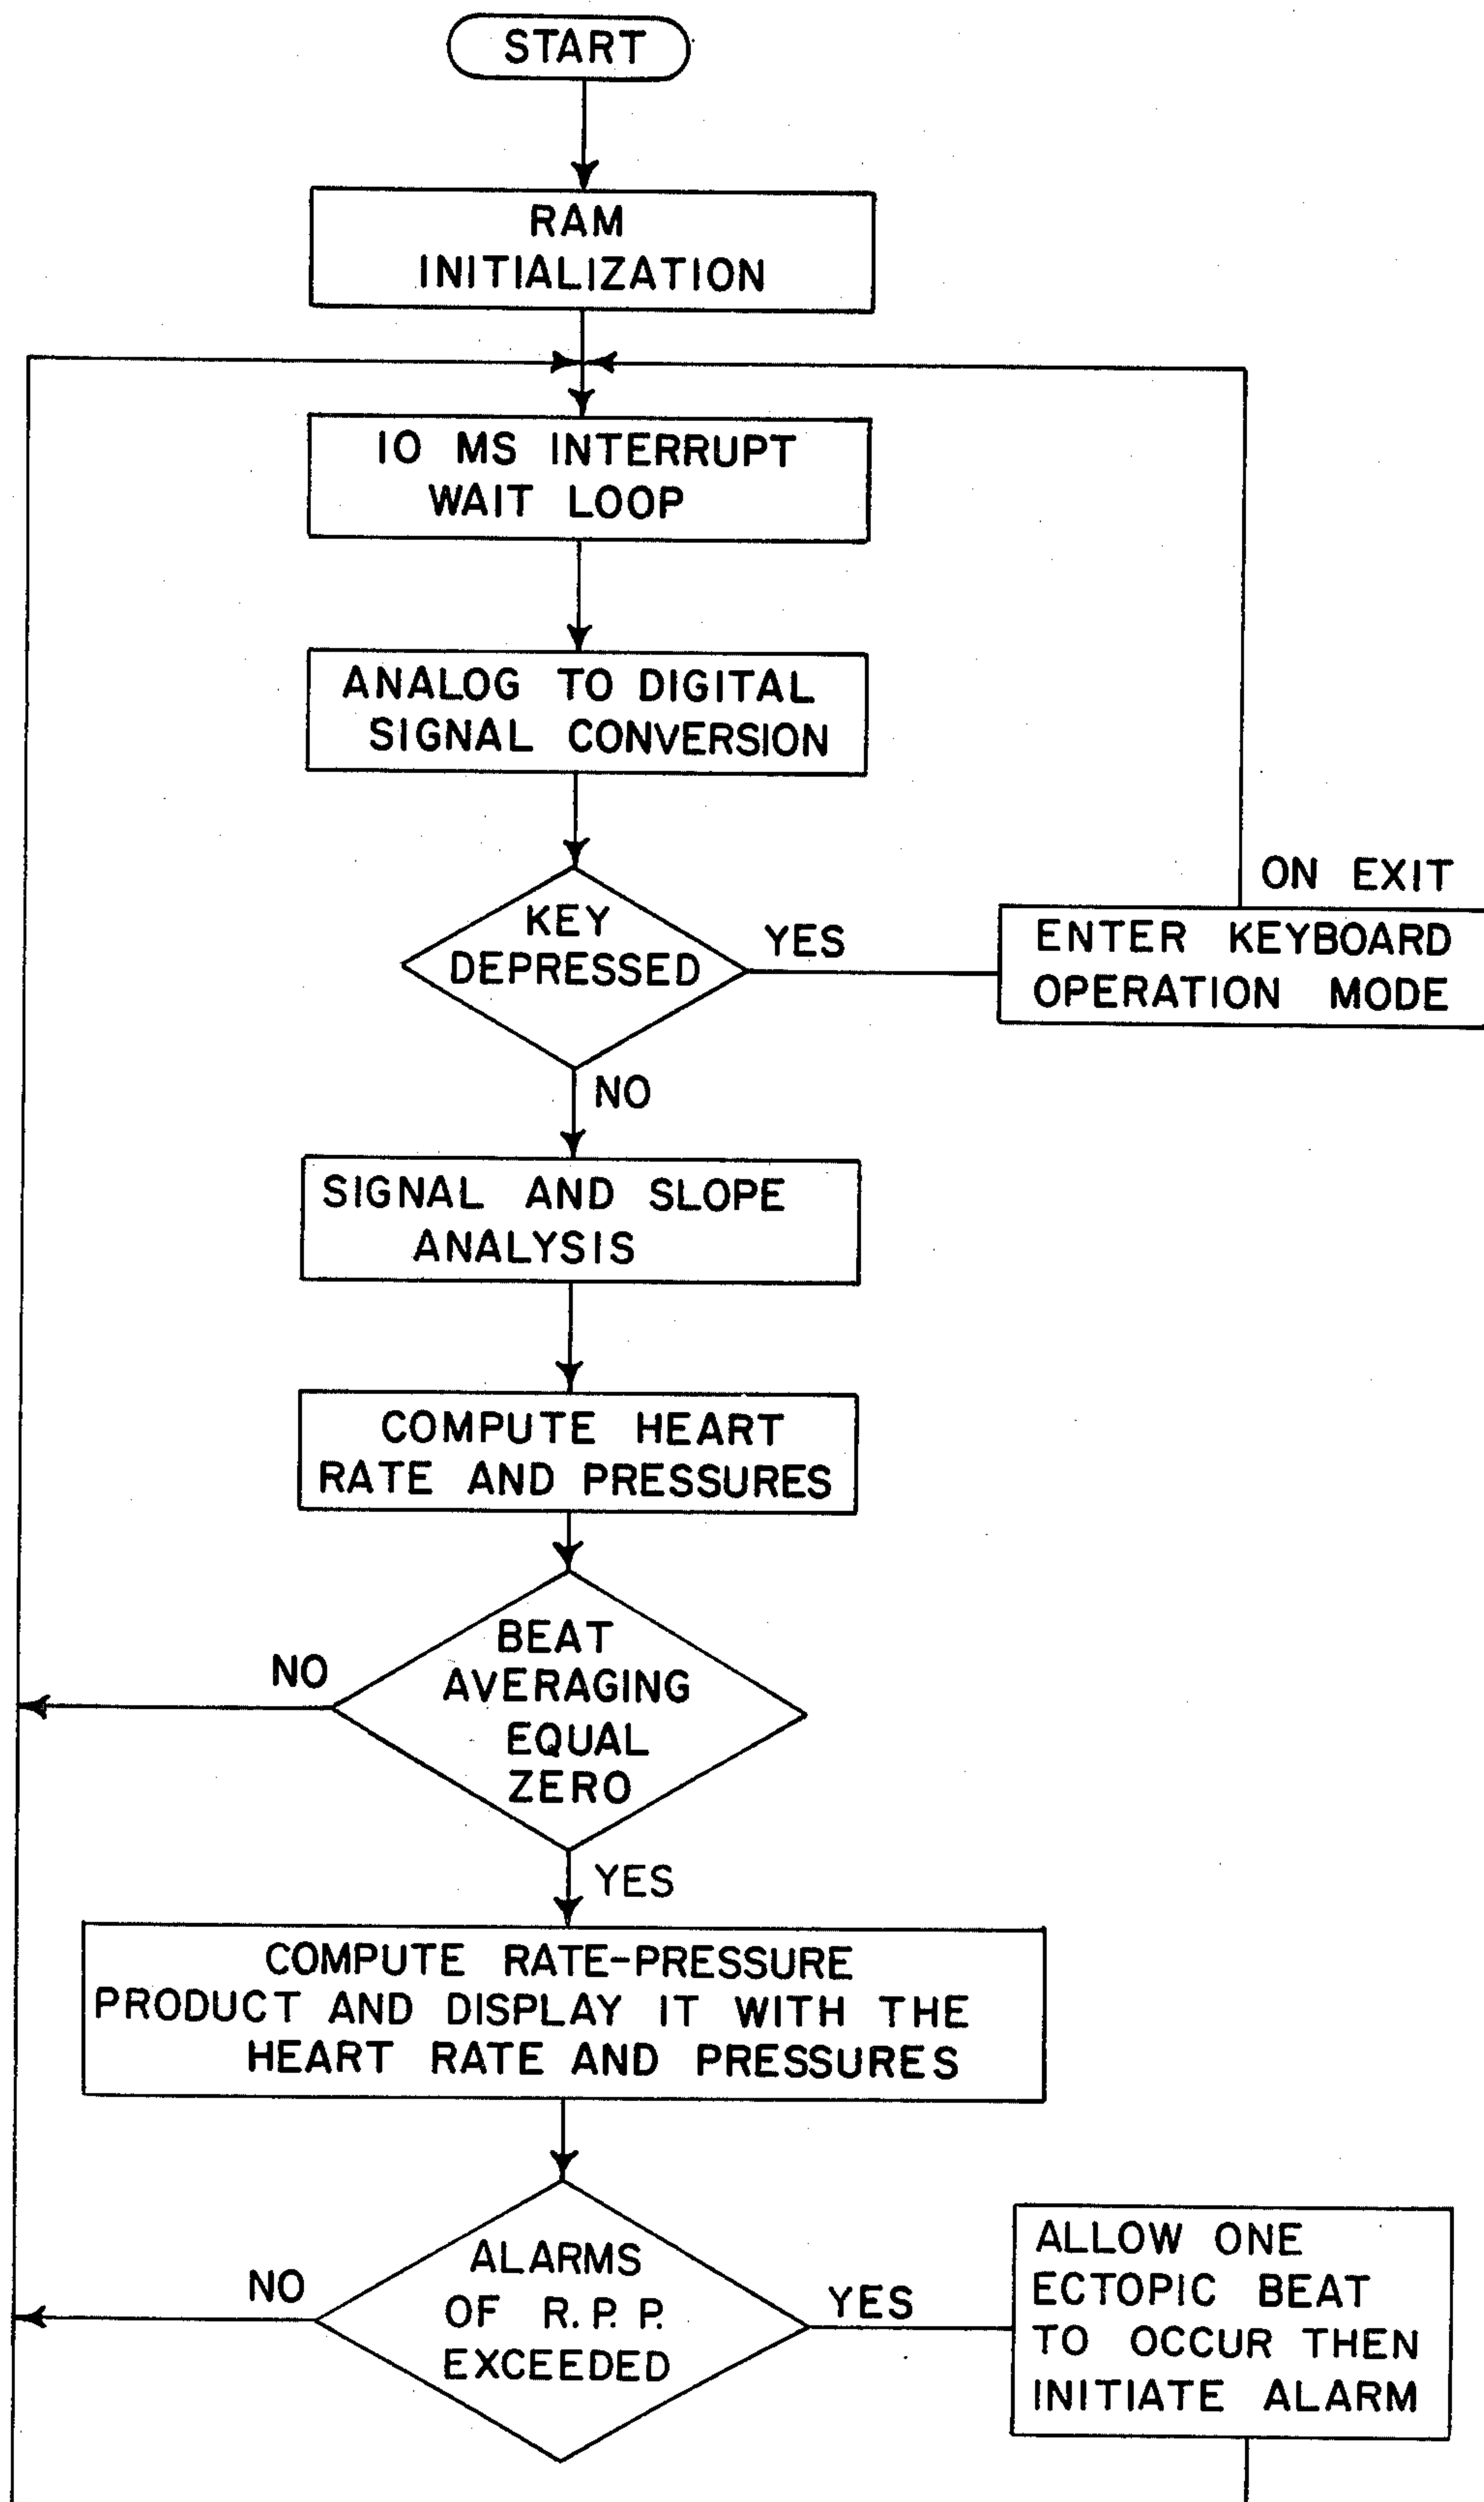 START
RAM
INITIALIZATION
10 MS INTERRUPT
WAIT LOOP
ANALOG TO DIGITAL
SIGNAL CONVERSION
KEY
DEPRESSED
YES
ON EXIT
ENTER KEYBOARD
OPERATION MODE
NO
SIGNAL AND SLOPE
ANALYSIS
COMPUTE HEART
RATE AND PRESSURES
BEAT
AVERAGING
EQUAL
ZERO
NO
YES
COMPUTE RATE-PRESSURE
PRODUCT AND DISPLAY IT WITH THE
HEART RATE AND PRESSURES
ALARMS
OF R.P.P.
EXCEEDED
NO
YES
ALLOW ONE
ECTOPIC BEAT
TO OCCUR THEN
INITIATE ALARM